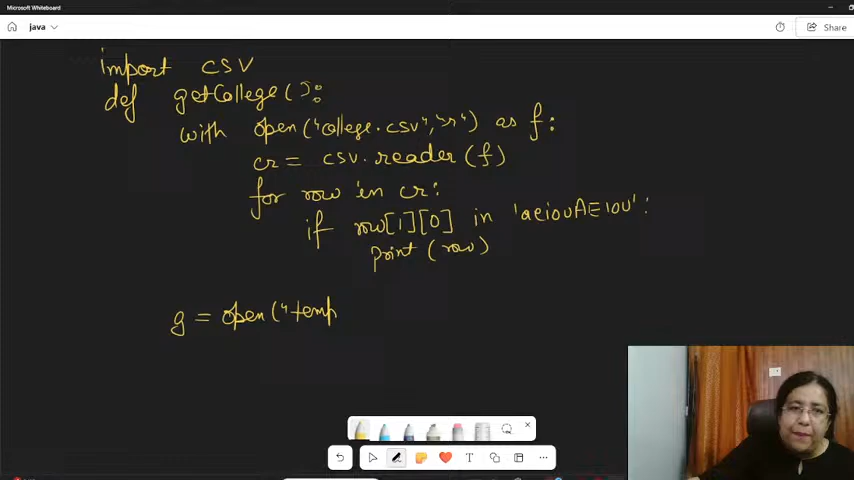 Microsoft Whiteboard
java
Share
import CSV
def getCollege():
with open("college.csv","r") as f:
cr = csv.reader(f)
for row in cr:
if row[1][0] in 'aeiouAEIOU':
print (row)
g = open("temp